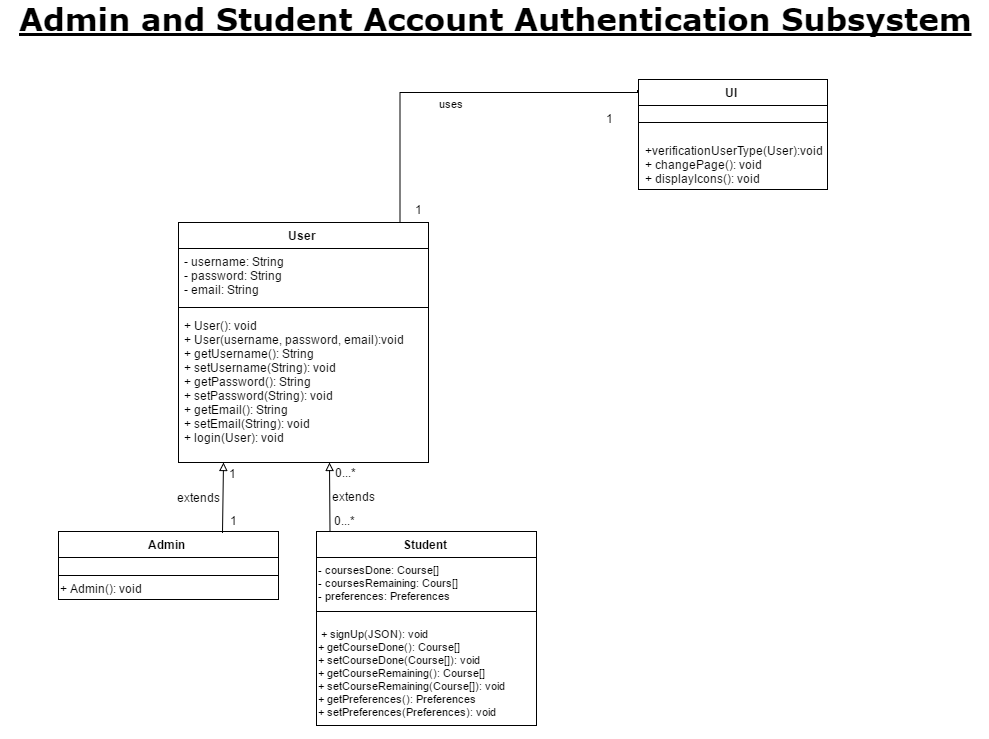 Admin and Student Account Authentication Subsystem
UI
uses
1
+verificationUserType(User):void
+ changePage(): void
+ displayIcons(): void
1
User
- username: String
- password: String
- email: String
+ User(): void
+ User(username, password, email):void
+ getUsername(): String
+ setUsername(String): void
+ getPassword(): String
+ setPassword(String): void
+ getEmail(): String
+ setEmail(String): void
+ login(User): void
1
0...*
extends
extends
1
0...*
Admin
+ Admin(): void
Student
- coursesDone: Course[]
- coursesRemaining: Cours[]
- preferences: Preferences
+ signUp(JSON): void
+ getCourseDone(): Course[]
+ setCourseDone(Course[]): void
+ getCourseRemaining(): Course[]
+ setCourseRemaining(Course[]): void
+ getPreferences(): Preferences
+ setPreferences(Preferences): void